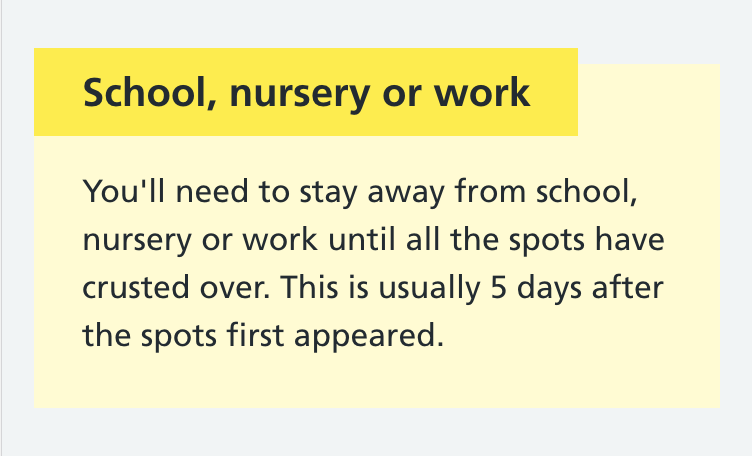 School, nursery or work
You'll need to stay away from school,
nursery or work until all the spots have
crusted over. This is usually 5 days after
the spots first appeared.